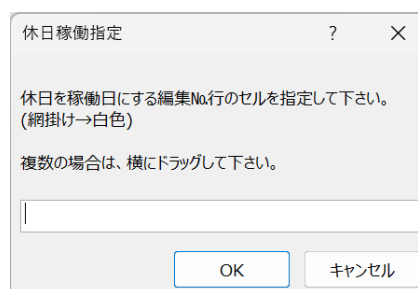 休日稼働指定
?
休日を稼働日にする編集No.行のセルを指定して下さい。
(網掛け→白色)
複数の場合は、横にドラッグして下さい。
OK
キャンセル